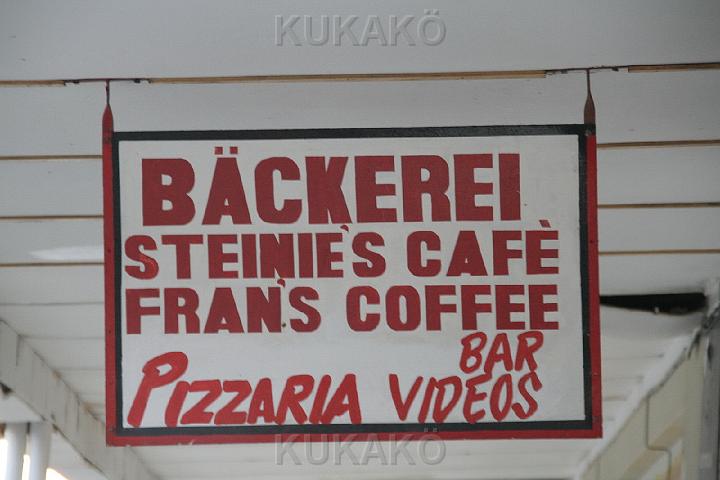 KUKAKÖ
BÄCKEREI
STEINIE'S CAFÈ
FRAN'S COFFEE
BAR
PIZZARIA VIDEOS
KUKAKÖ